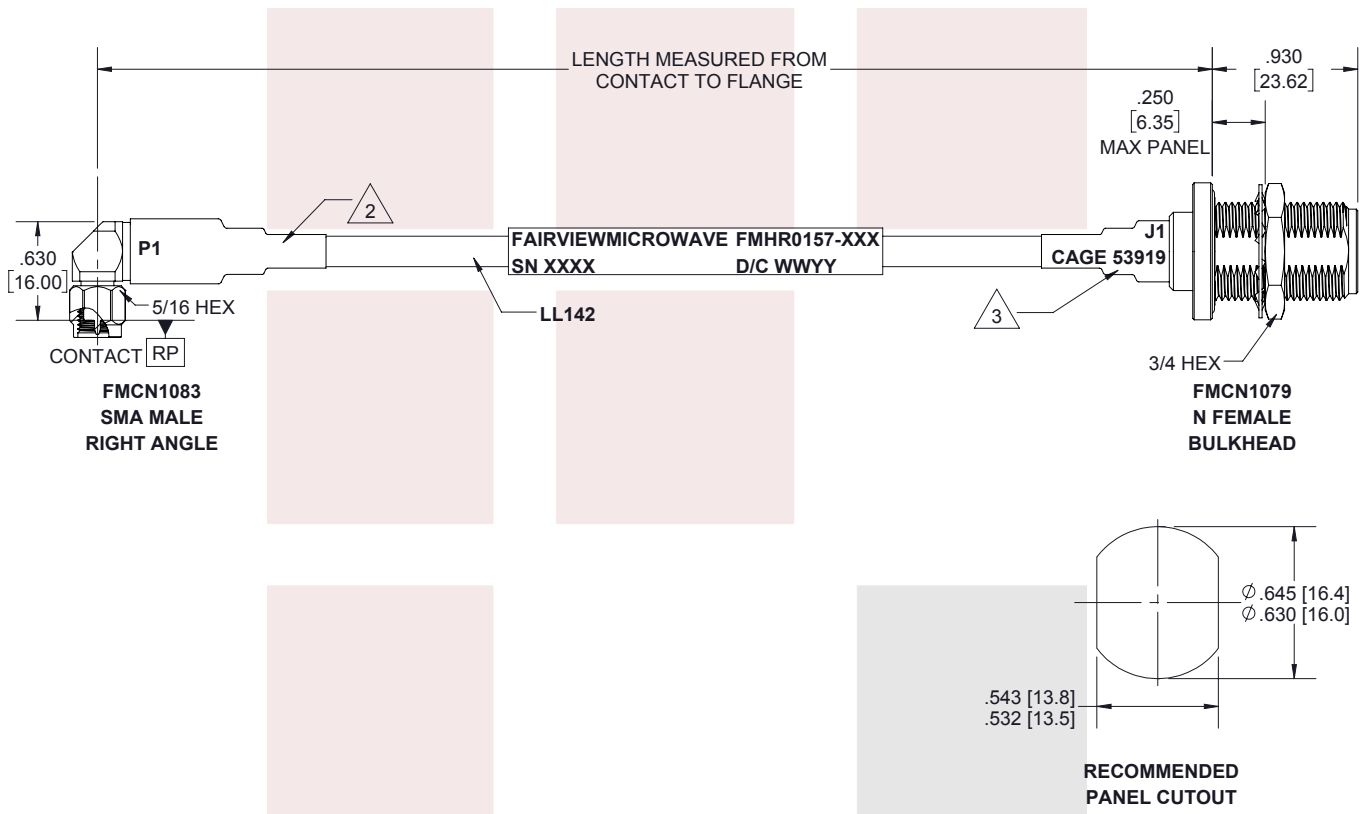 LENGTH MEASURED FROM
CONTACT TO FLANGE
.930
[23.62]
.250
[6.35]
MAX PANEL
2
P1
FAIRVIEWMICROWAVE FMHR0157-XXX
SN XXXX D/C WWYY
J1
CAGE 53919
.630
[16.00]
5/16 HEX
LL142
3
CONTACT RP
3/4 HEX
FMCN1083
SMA MALE
RIGHT ANGLE
FMCN1079
N FEMALE
BULKHEAD
Ø .645 [16.4]
Ø .630 [16.0]
.543 [13.8]
.532 [13.5]
RECOMMENDED
PANEL CUTOUT